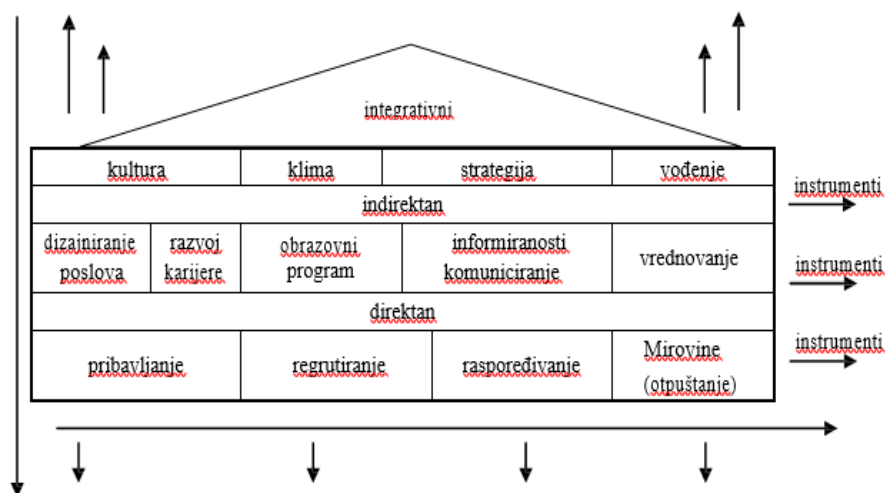 integrativni
kultura klima strategija vođenje
instrumenti
indirektan
dizajniranje poslova razvoj karijere obrazovni program informiranosti komuniciranje vrednovanje
instrumenti
direktan
instrumenti
pribavljanje regrutiranje raspoređivanje Mirovine (otpuštanje)